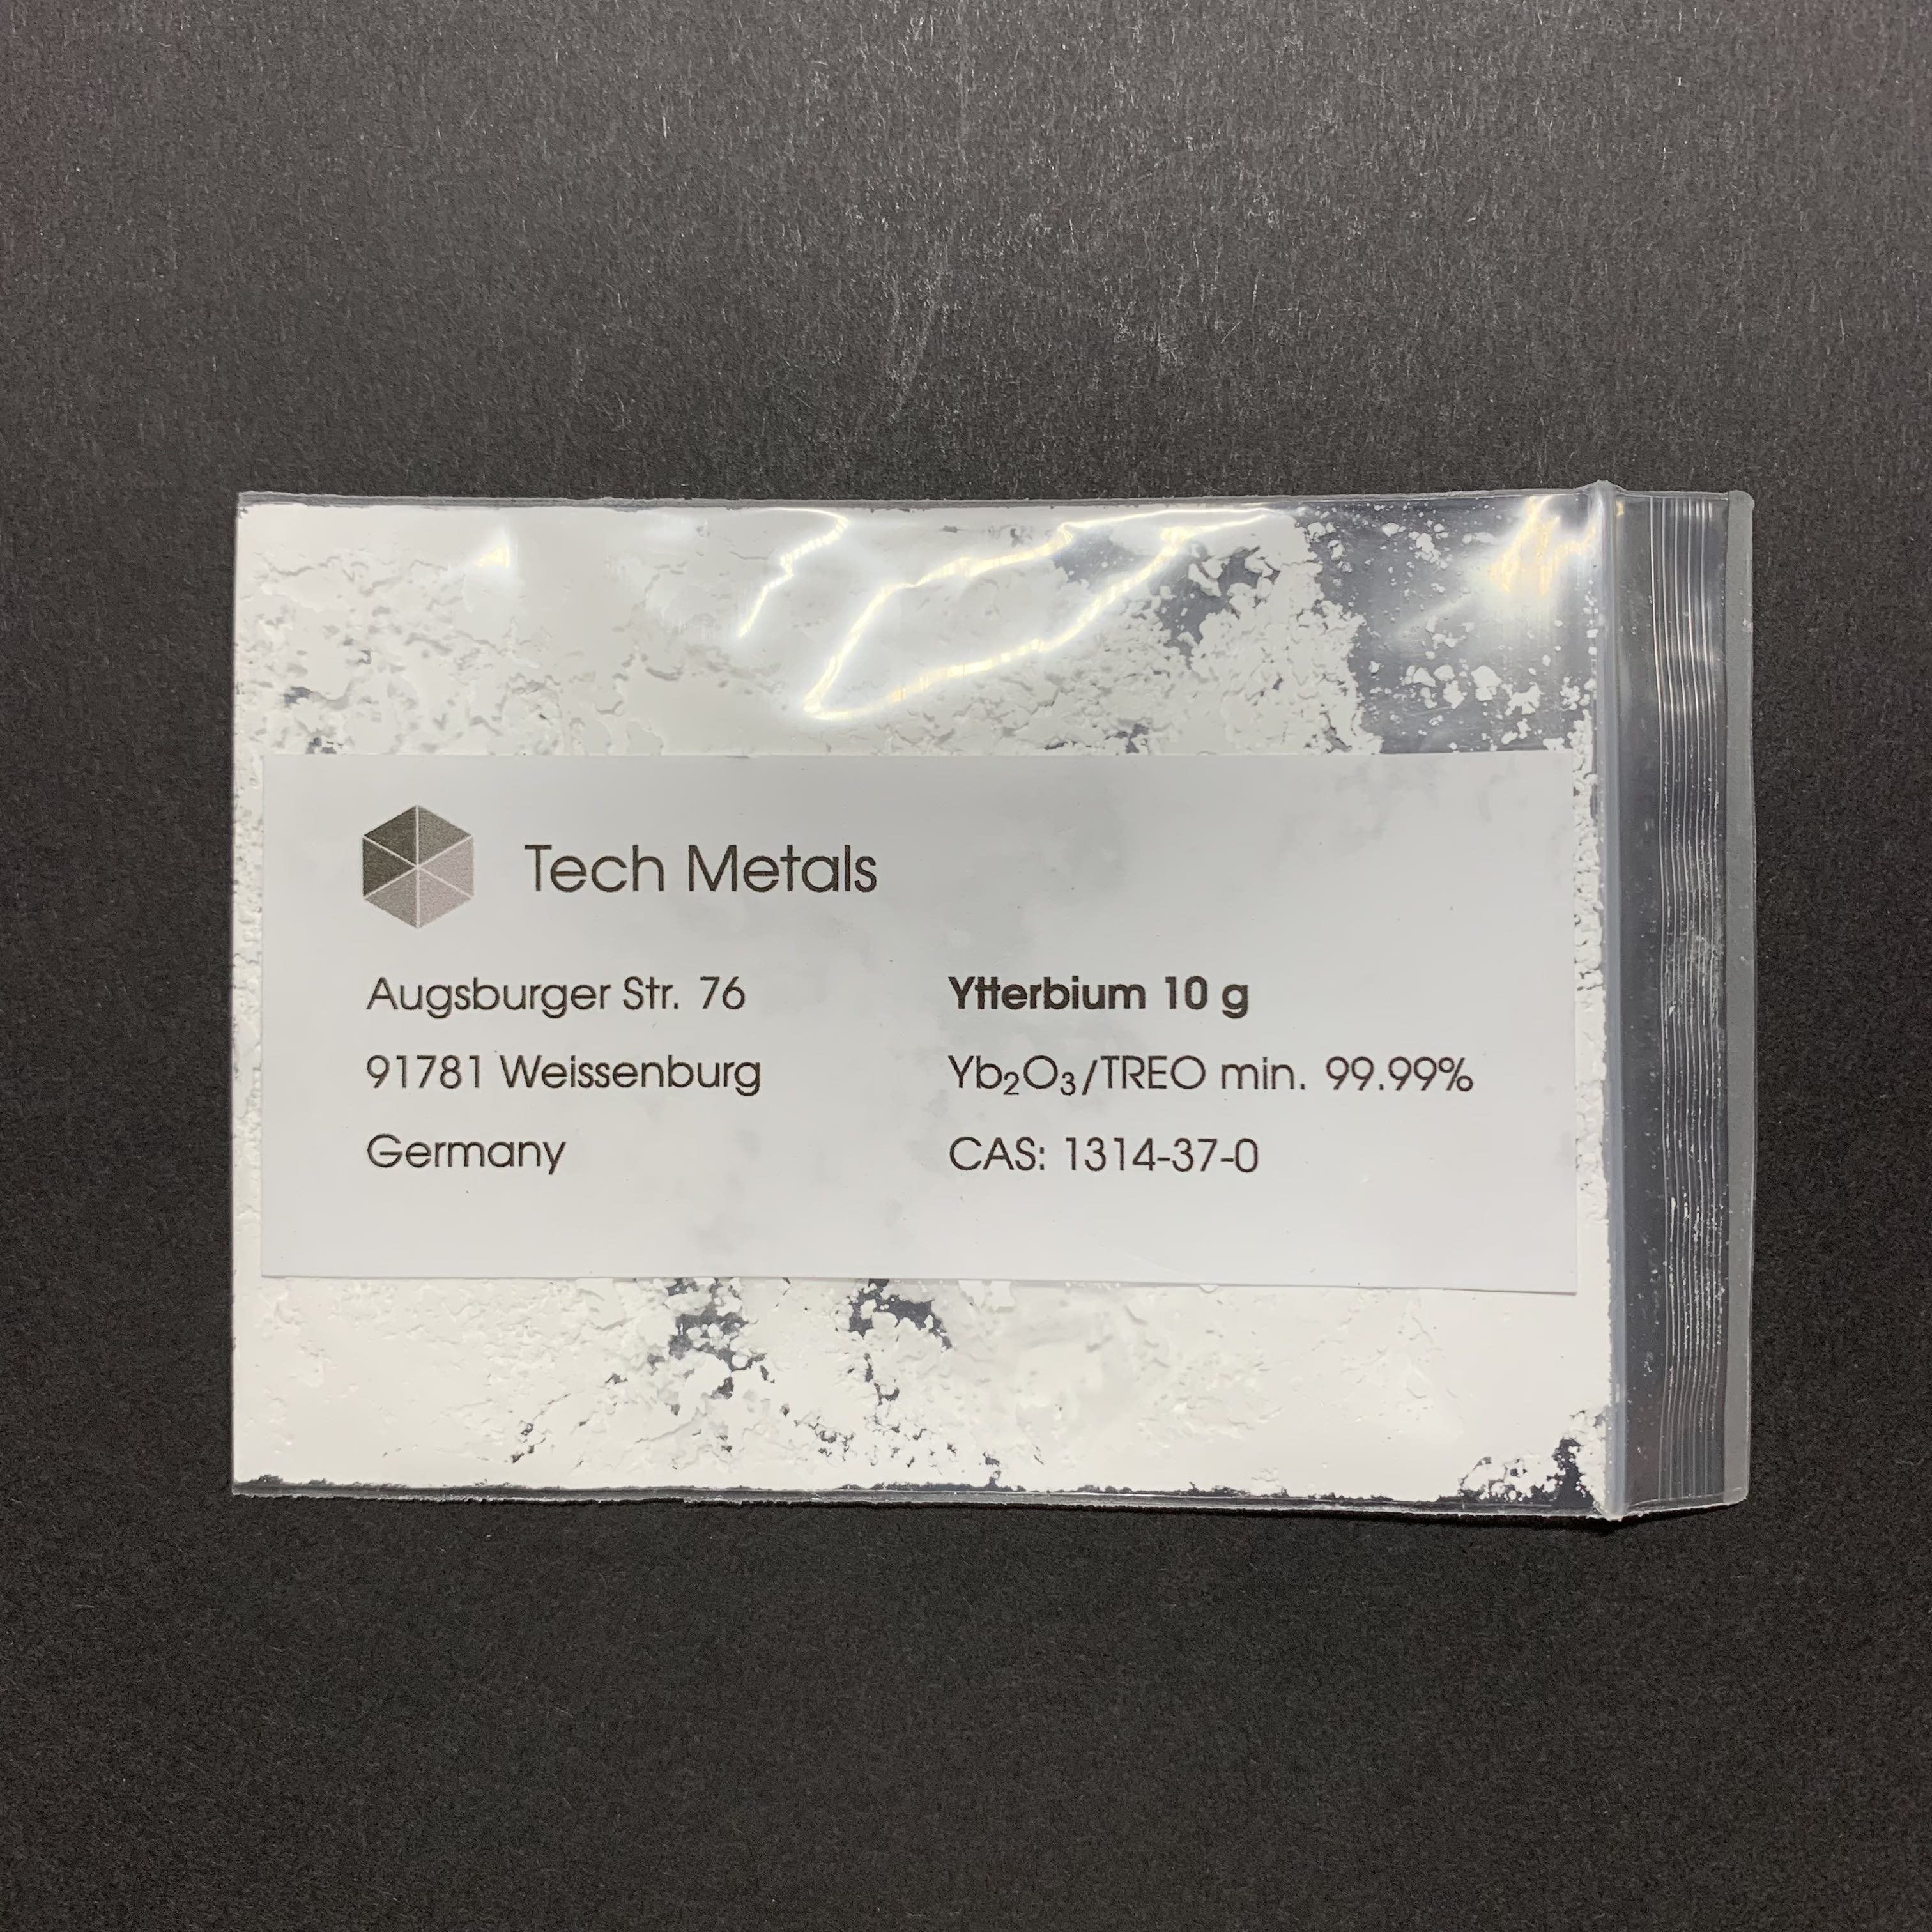 Tech Metals
Augsburger Str. 76
91781 Weissenburg
Germany
Ytterbium 10 g
Yb₂O₃/TREO min. 99.99%
CAS: 1314-37-0